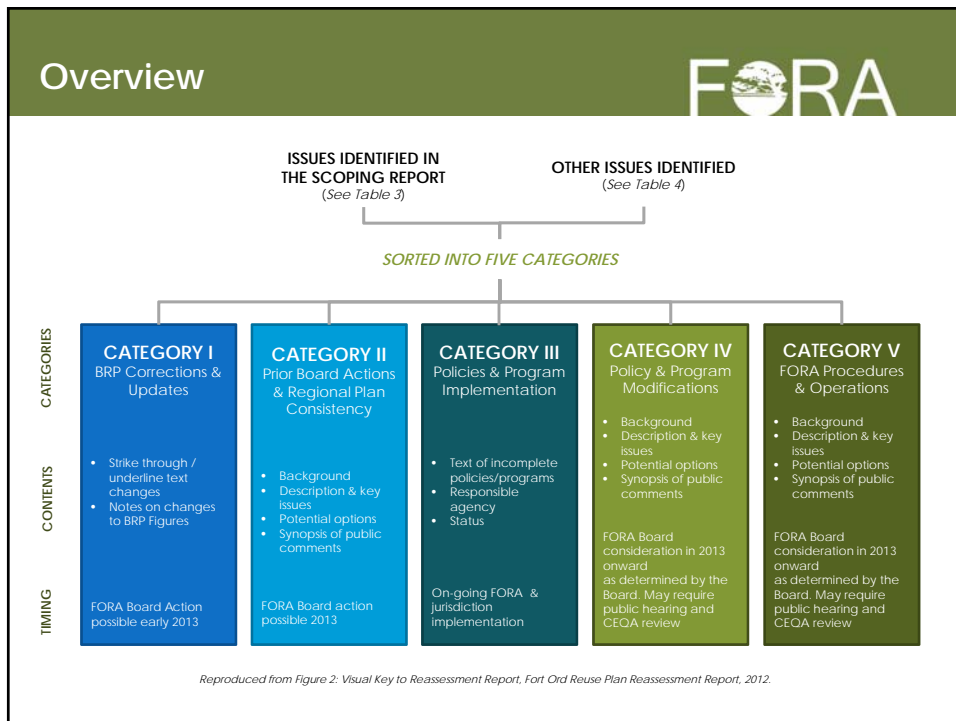 Overview
FORA
ISSUES IDENTIFIED IN
THE SCOPING REPORT
(See Table 3)
OTHER ISSUES IDENTIFIED
(See Table 4)
SORTED INTO FIVE CATEGORIES
CATEGORIES
CONTENTS
TIMING
CATEGORY I
BRP Corrections &
Updates
• Strike through /
underline text
changes
• Notes on changes
to BRP Figures
FORA Board Action
possible early 2013
CATEGORY II
Prior Board Actions
& Regional Plan
Consistency
• Background
• Description & key
issues
• Potential options
• Synopsis of public
comments
FORA Board action
possible 2013
CATEGORY III
Policies & Program
Implementation
• Text of incomplete
policies/programs
• Responsible
agency
• Status
On-going FORA &
jurisdiction
implementation
CATEGORY IV
Policy & Program
Modifications
• Background
• Description & key
issues
• Potential options
• Synopsis of public
comments
FORA Board
consideration in 2013
onward
as determined by the
Board. May require
public hearing and
CEQA review
CATEGORY V
FORA Procedures
& Operations
• Background
• Description & key
issues
• Potential options
• Synopsis of public
comments
FORA Board
consideration in 2013
onward
as determined by the
Board. May require
public hearing and
CEQA review
Reproduced from Figure 2: Visual Key to Reassessment Report, Fort Ord Reuse Plan Reassessment Report, 2012.